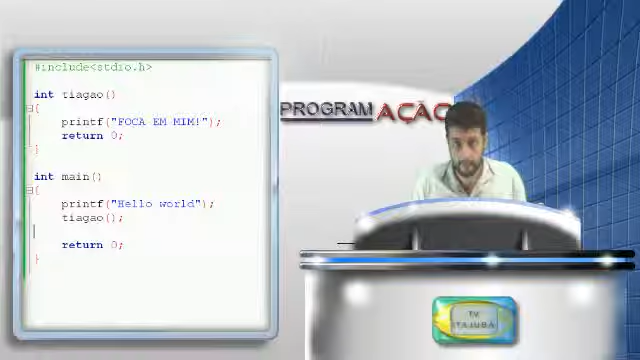 #include<stdio.h>
int tiagao()
{
printf("FOCA EM MIM!");
return 0;
}
int main()
{
printf("Hello world");
tiagao();
return 0;
}
PROGRAMAÇÃO
TV
ITAJUBÁ